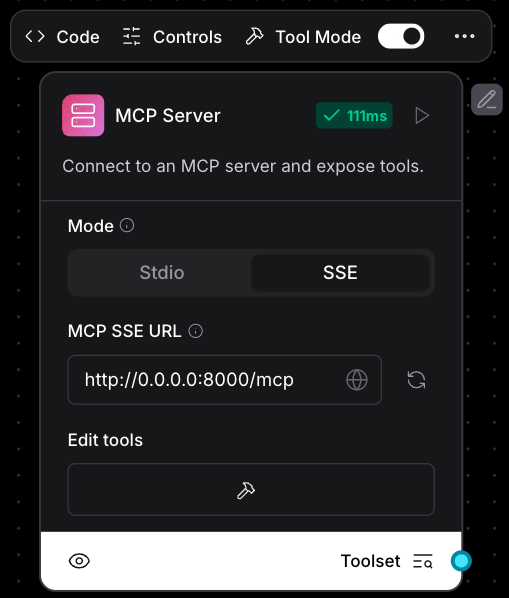 Code Controls Tool Mode
MCP Server 111ms
Connect to an MCP server and expose tools.
Mode
Stdio SSE
MCP SSE URL
http://0.0.0.0:8000/mcp
Edit tools
Toolset